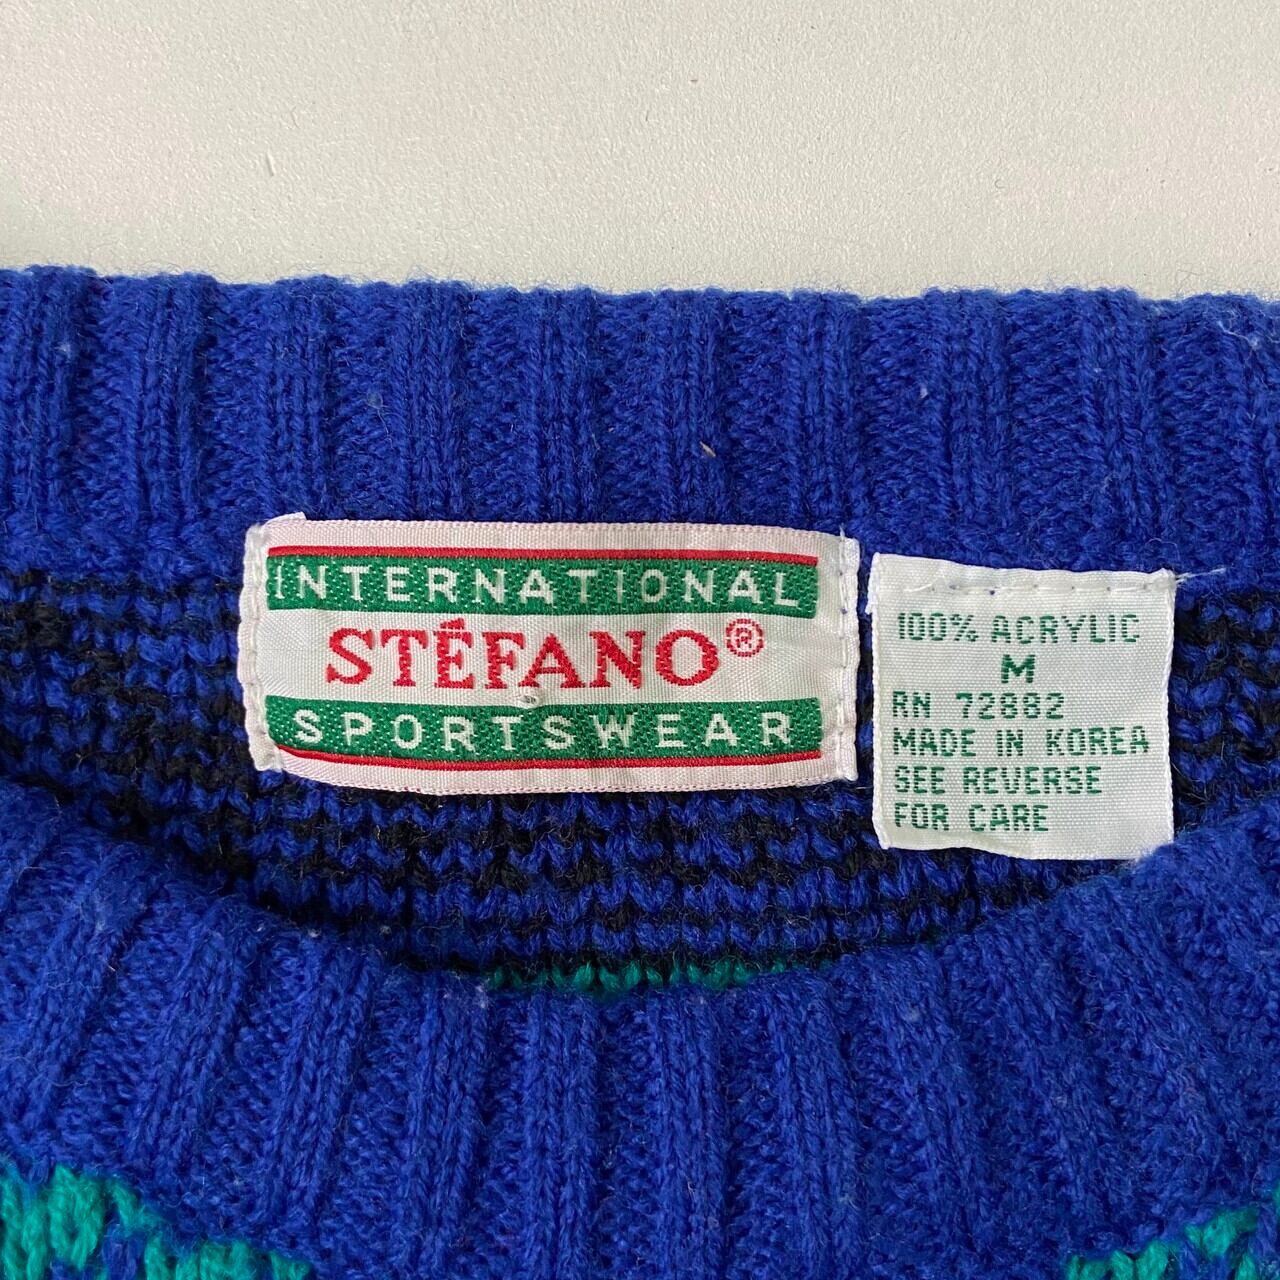 INTERNATIONAL
STÉFANO®
SPORTSWEAR
100% ACRYLIC
M
RN 72882
MADE IN KOREA
SEE REVERSE
FOR CARE